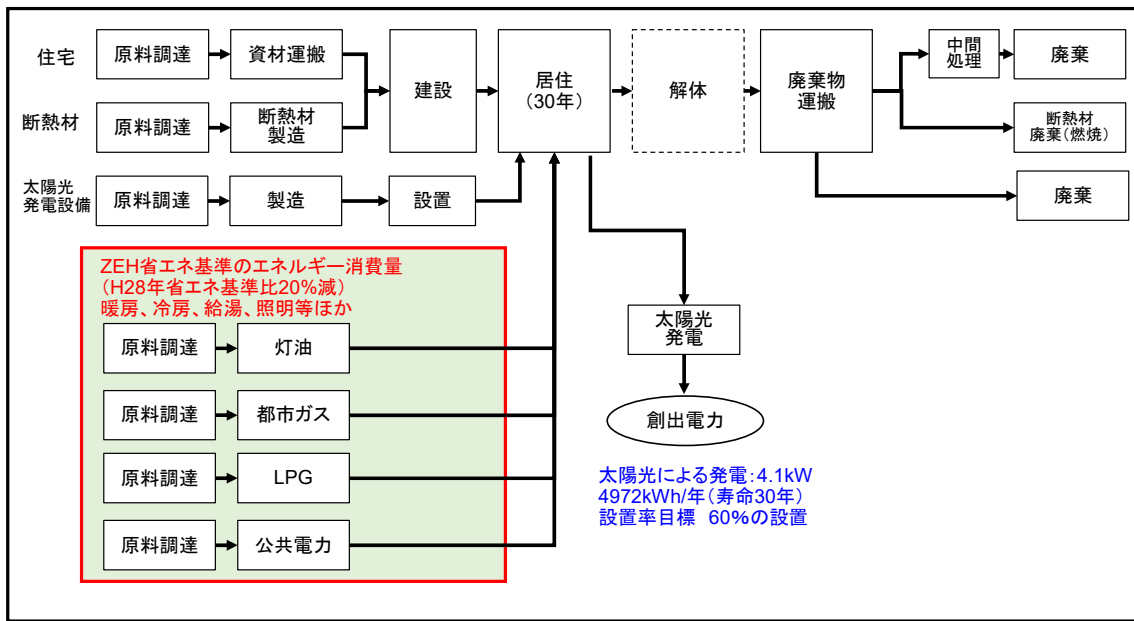 住宅
原料調達
資材運搬
断熱材
原料調達
断熱材
製造
建設
居住
(30年)
解体
廃棄物
運搬
中間
処理
廃棄
断熱材
廃棄(燃焼)
廃棄
太陽光
発電設備
原料調達
製造
設置
ZEH省エネ基準のエネルギー消費量
(H28年省エネ基準比20%減)
暖房、冷房、給湯、照明等ほか
原料調達
灯油
原料調達
都市ガス
原料調達
LPG
原料調達
公共電力
太陽光
発電
創出電力
太陽光による発電:4.1kW
4972kWh/年(寿命30年)
設置率目標 60%の設置